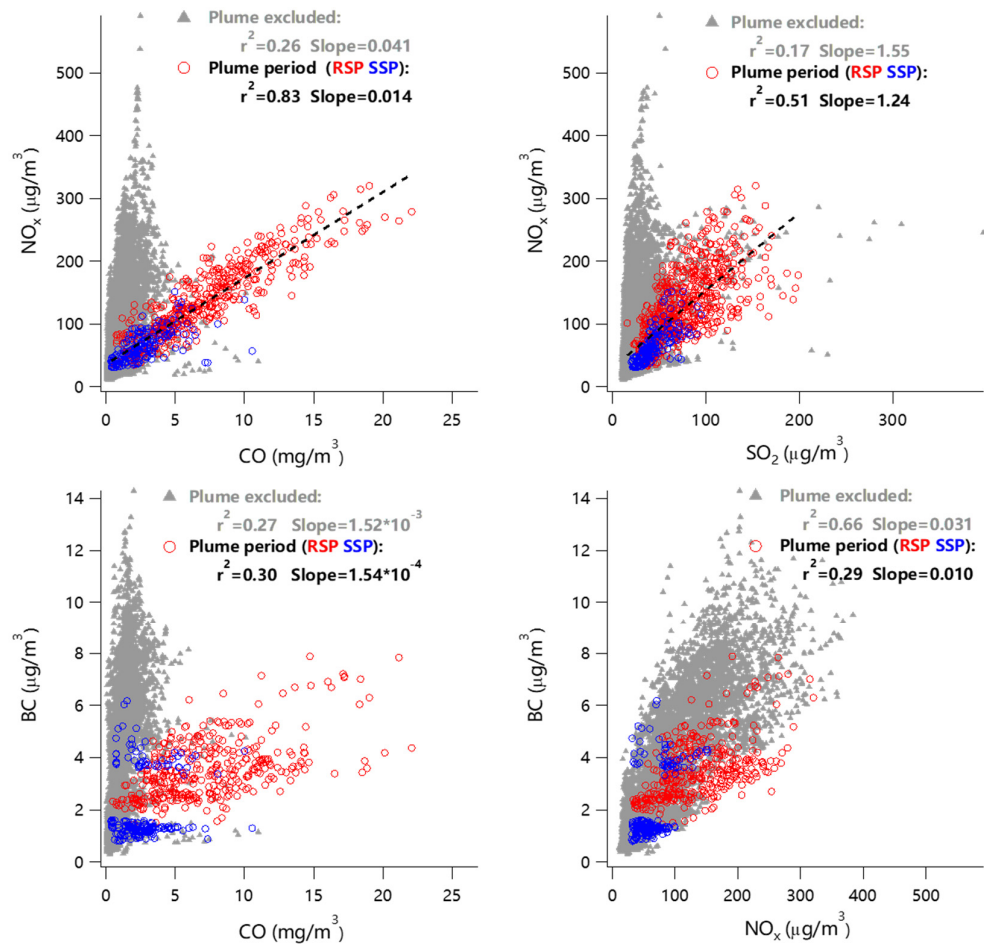 Plume excluded:
r²=0.26 Slope=0.041
Plume period (RSP SSP):
r²=0.83 Slope=0.014
500
400
300
200
100
0
NOₓ (μg/m³)
0 5 10 15 20 25
CO (mg/m³)
Plume excluded:
r²=0.17 Slope=1.55
Plume period (RSP SSP):
r²=0.51 Slope=1.24
500
400
300
200
100
0
NOₓ (μg/m³)
0 100 200 300
SO₂ (μg/m³)
Plume excluded:
r²=0.27 Slope=1.52*10⁻³
Plume period (RSP SSP):
r²=0.30 Slope=1.54*10⁻⁴
14
12
10
8
6
4
2
0
BC (μg/m³)
0 5 10 15 20 25
CO (mg/m³)
Plume excluded:
r²=0.66 Slope=0.031
Plume period (RSP SSP):
r²=0.29 Slope=0.010
14
12
10
8
6
4
2
0
BC (μg/m³)
0 100 200 300 400 500
NOₓ (μg/m³)